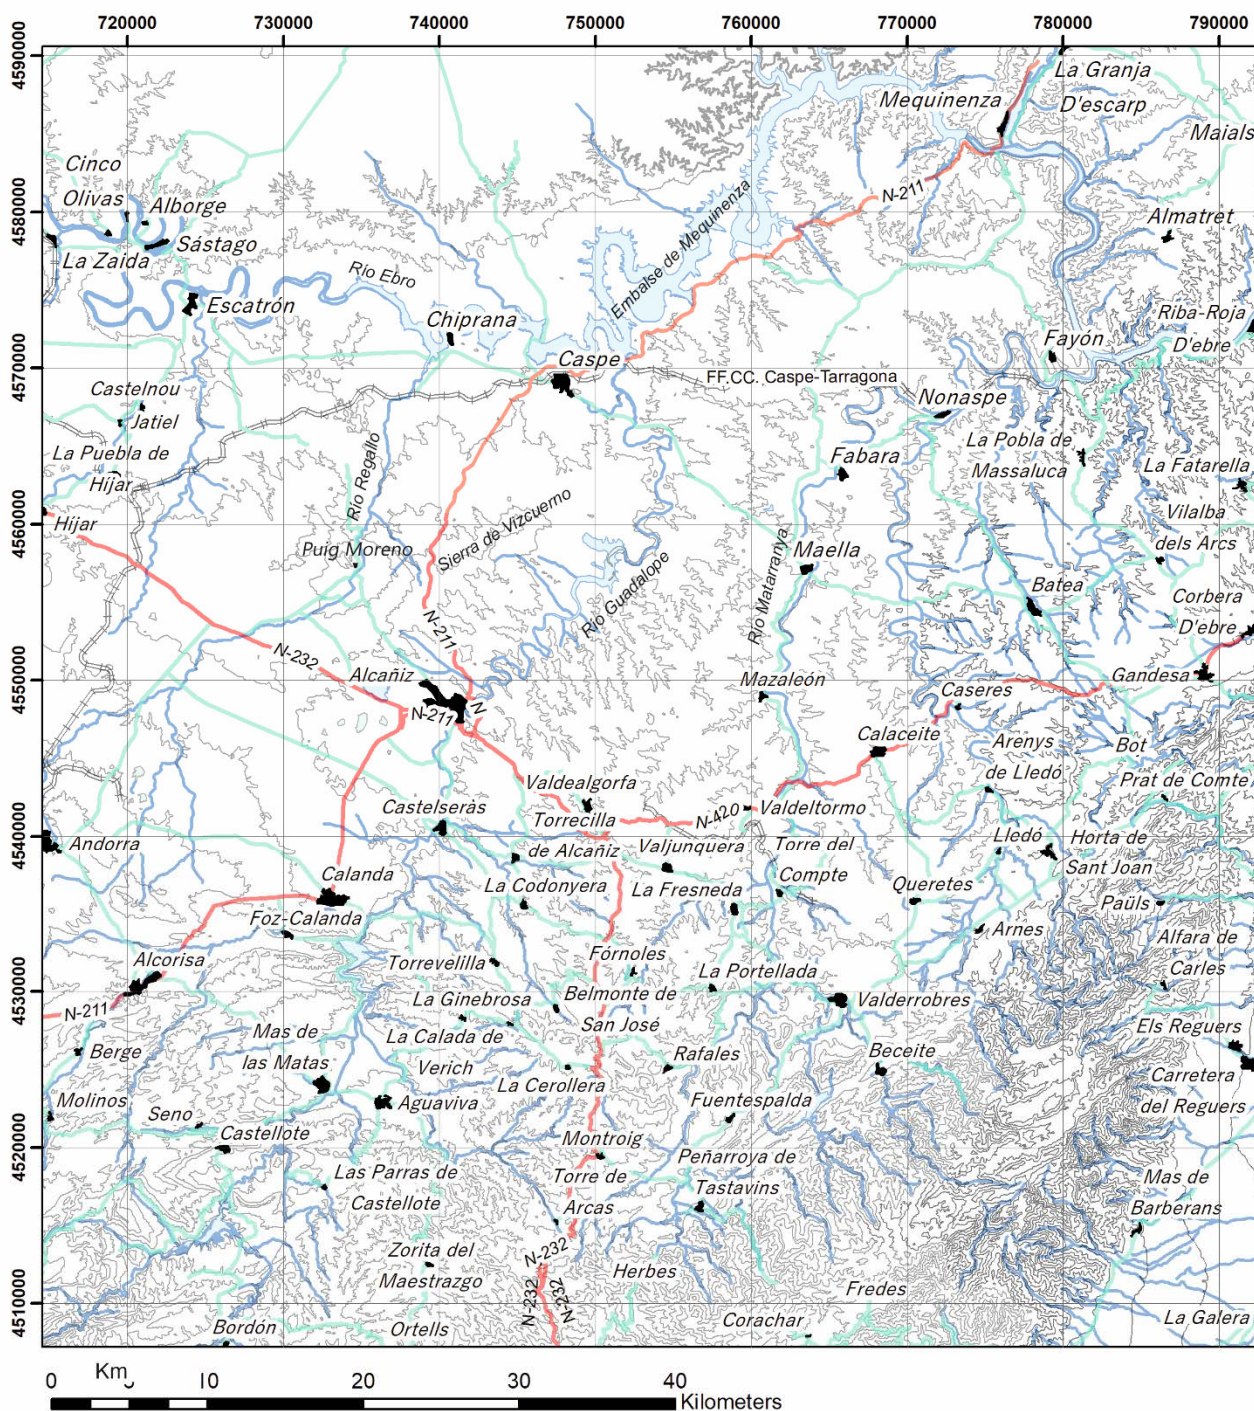 720000 730000 740000 750000 760000 770000 780000 790000
4590000
4580000
4570000
4560000
4550000
4540000
4530000
4520000
4510000
La Granja
D'escarp
Mequinenza
Maials
Cinco
Olivas
Alborge
Sástago
La Zaida
N-211
Almatret
Embalse de Mequinenza
Rio Ebro
Escatrón
Chiprana
Riba-Roja
D'ebre
Fayón
Caspe
FF.CC. Caspe-Tarragona
Castelnou
Jatiel
Nonaspe
La Puebla de
Híjar
Fabara
La Pobla de
Massaluca
La Fatarella
Rio Regallo
Sierra de Vizcuerno
Híjar
Vilalba
dels Arcs
Puig Moreno
Maella
Rio Guadalope
Rio Matarranya
Batea
Corbera
D'ebre
N-211
N-232
Alcañiz
N-211
N
Mazaleón
Caseres
Gandesa
Calaceite
Arenys
de Lledó
Bot
Valdealgorfa
Prat de Comte
Castelserás
Torrecilla
de Alcañiz
N-420
Valdeltormo
Andorra
Valjunquera
Torre del
Compte
Lledó
Horta de
Sant Joan
Calanda
La Codonyera
La Fresneda
Queretes
Paüls
Foz-Calanda
Arnes
Alfara de
Carles
Alcorisa
Torrevelilla
Fórnoles
La Portellada
N-211
La Ginebrosa
Belmonte de
San José
Valderrobres
Els Reguers
Mas de
las Matas
La Calada de
Verich
Berge
Rafales
Beceite
La Cerollera
Carretera
del Reguers
Molinos
Seno
Aguaviva
Fuentespalda
Castellote
Montroig
Peñarroya de
Tastavins
Las Parras de
Castellote
Torre de
Arcas
Mas de
Barberans
Zorita del
Maestrazgo
N-232
N-232
N-232
Herbes
Fredes
Bordón
Ortells
Corachar
La Galera
Km
0 10 20 30 40
Kilometers